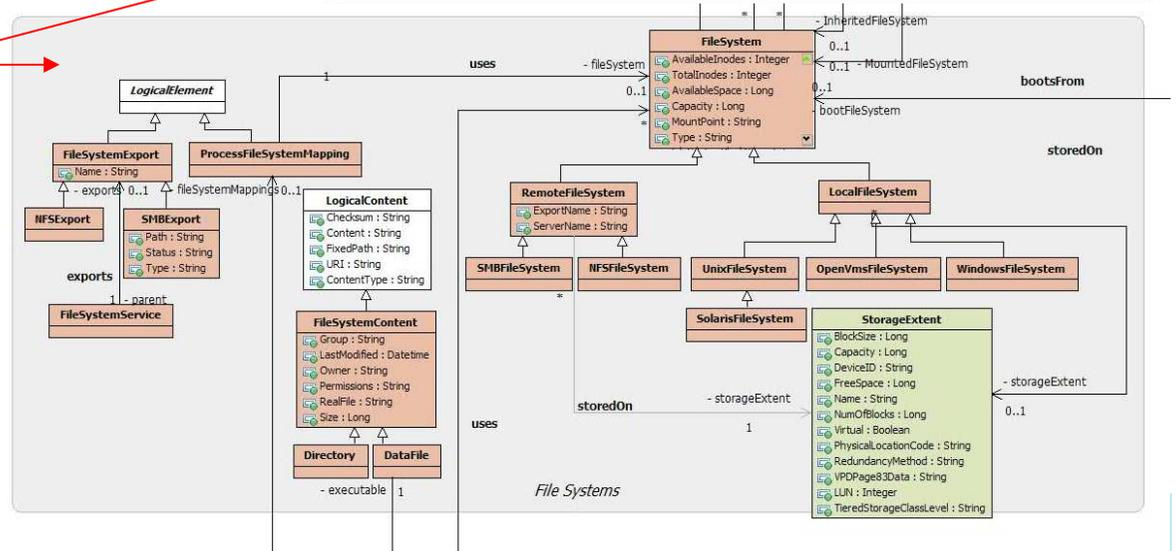 *
*
- InheritedFileSystem
0..1
FileSystem
AvailableInodes : Integer
TotalInodes : Integer
AvailableSpace : Long
Capacity : Long
MountPoint : String
Type : String
0..1
- MountedFileSystem
uses
- fileSystem
1
0..1
*
0..1
bootsFrom
- bootFileSystem
storedOn
LogicalElement
FileSystemExport
Name : String
ProcessFileSystemMapping
- exports
0..1
- fileSystemMappings
0..1
NFSExport
SMBExport
Path : String
Status : String
Type : String
exports
1
- parent
FileSystemService
LogicalContent
Checksum : String
Content : String
FixedPath : String
URI : String
ContentType : String
FileSystemContent
Group : String
LastModified : Datetime
Owner : String
Permissions : String
RealFile : String
Size : Long
Directory
DataFile
- executable
1
uses
RemoteFileSystem
ExportName : String
ServerName : String
LocalFileSystem
*
SMBFileSystem
NFSFileSystem
*
UnixFileSystem
OpenVmsFileSystem
WindowsFileSystem
SolarisFileSystem
StorageExtent
BlockSize : Long
Capacity : Long
DeviceID : String
FreeSpace : Long
Name : String
NumOfBlocks : Long
Virtual : Boolean
PhysicalLocationCode : String
RedundancyMethod : String
VPDPage83Data : String
LUN : Integer
TieredStorageClassLevel : String
storedOn
- storageExtent
1
- storageExtent
0..1
File Systems